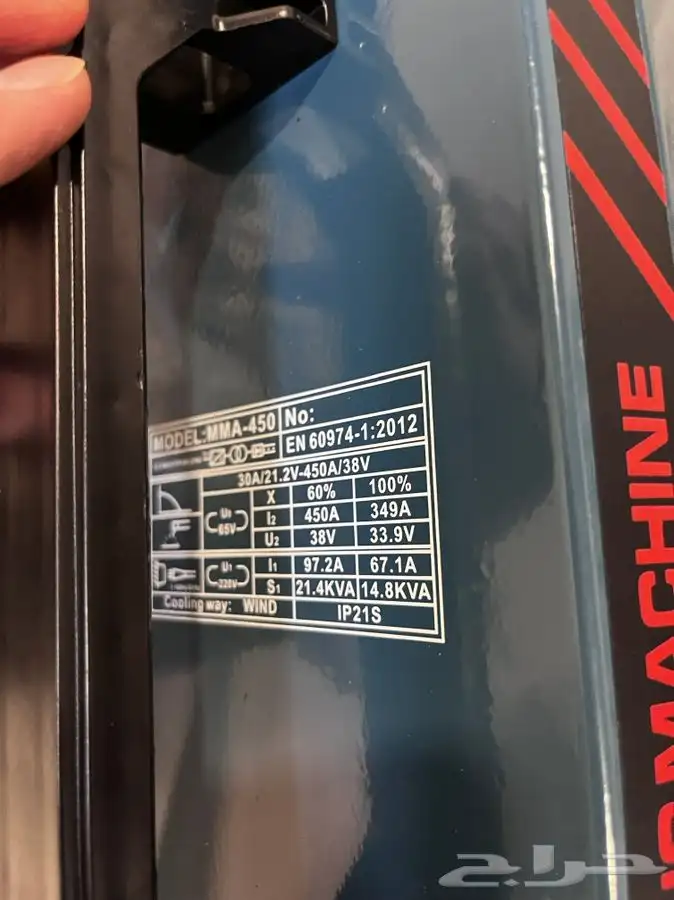 MODEL:MMA-450 No:
EN 60974-1:2012
30A/21.2V-450A/38V
X 60% 100%
U₀ 65V I₂ 450A 349A
U₂ 38V 33.9V
U₁ 220V I₁ 97.2A 67.1A
S₁ 21.4KVA 14.8KVA
Cooling way: WIND IP21S
MACHINE
حراج